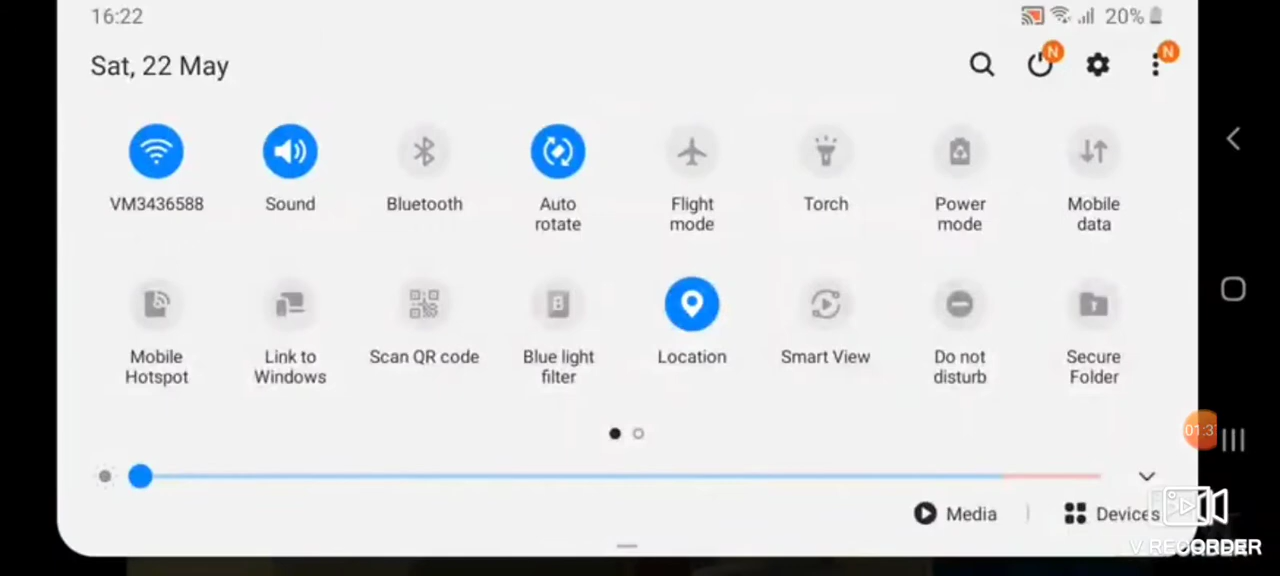 16:22
20%
Sat, 22 May
N
N
VM3436588
Sound
Bluetooth
Auto
rotate
Flight
mode
Torch
Power
mode
Mobile
data
Mobile
Hotspot
Link to
Windows
Scan QR code
Blue light
filter
B
Location
Smart View
Do not
disturb
Secure
Folder
Media
Devices
V RECORDER